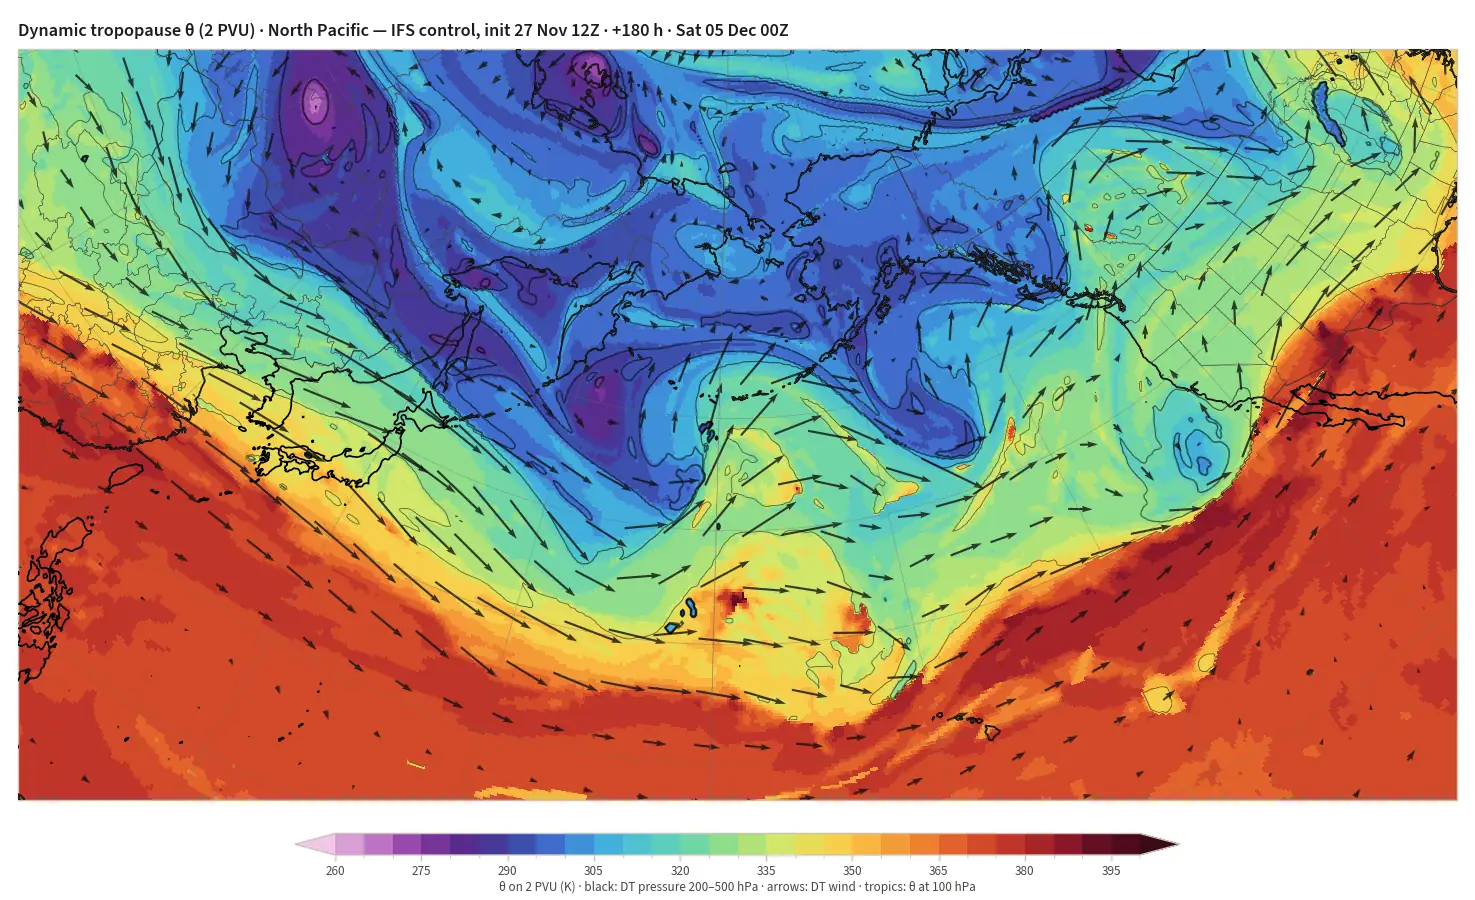 Dynamic tropopause θ (2 PVU) · North Pacific — IFS control, init 27 Nov 12Z · +180 h · Sat 05 Dec 00Z
260 275 290 305 320 335 350 365 380 395
θ on 2 PVU (K) · black: DT pressure 200–500 hPa · arrows: DT wind · tropics: θ at 100 hPa